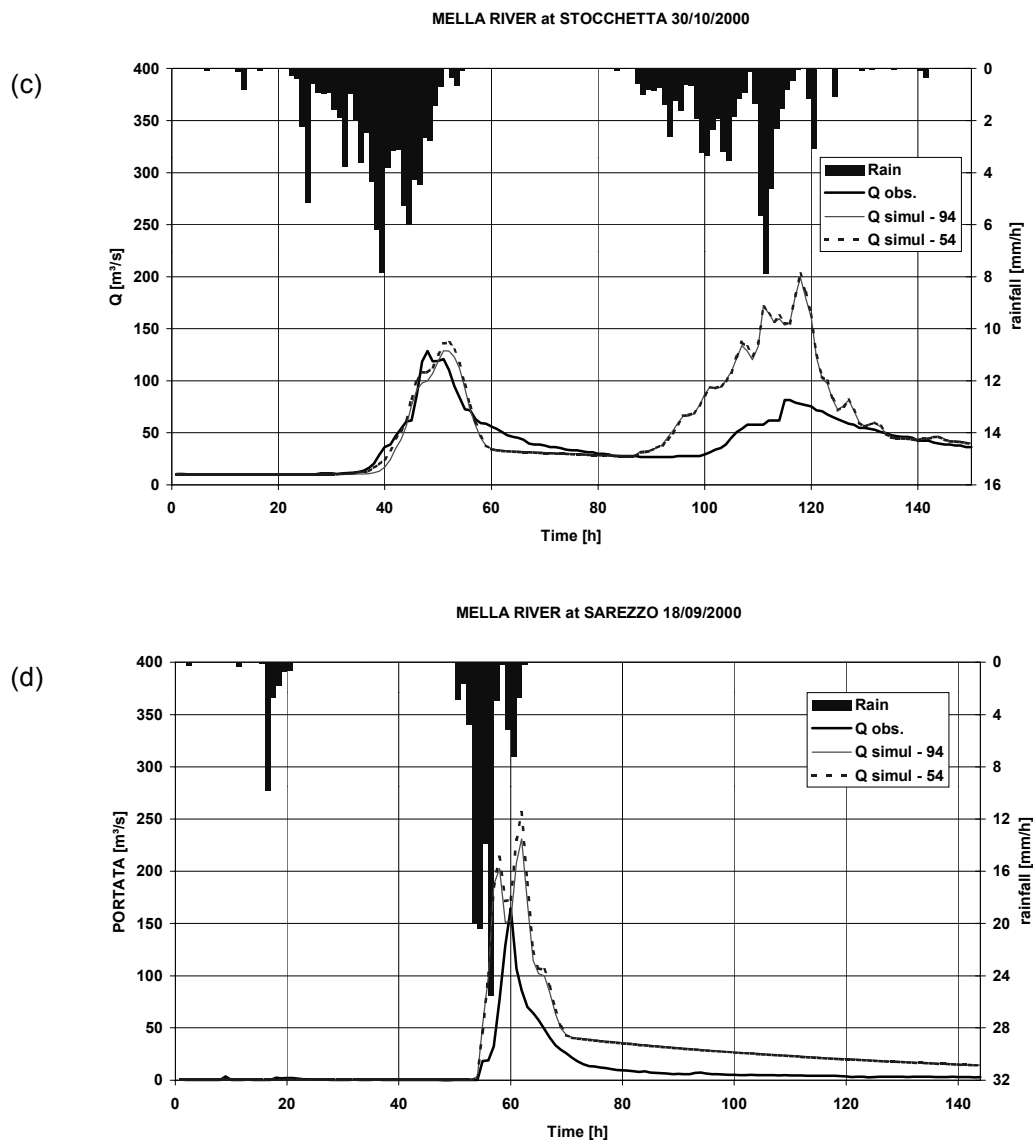 MELLA RIVER at STOCCHETTA 30/10/2000
(c)
400
350
300
250
200
150
100
50
0
Q [m³/s]
0
2
4
6
8
10
12
14
16
rainfall [mm/h]
Rain
Q obs.
Q simul - 94
Q simul - 54
0 20 40 60 80 100 120 140
Time [h]
MELLA RIVER at SAREZZO 18/09/2000
(d)
400
350
300
250
200
150
100
50
0
PORTATA [m³/s]
0
4
8
12
16
20
24
28
32
rainfall [mm/h]
Rain
Q obs.
Q simul - 94
Q simul - 54
0 20 40 60 80 100 120 140
Time [h]